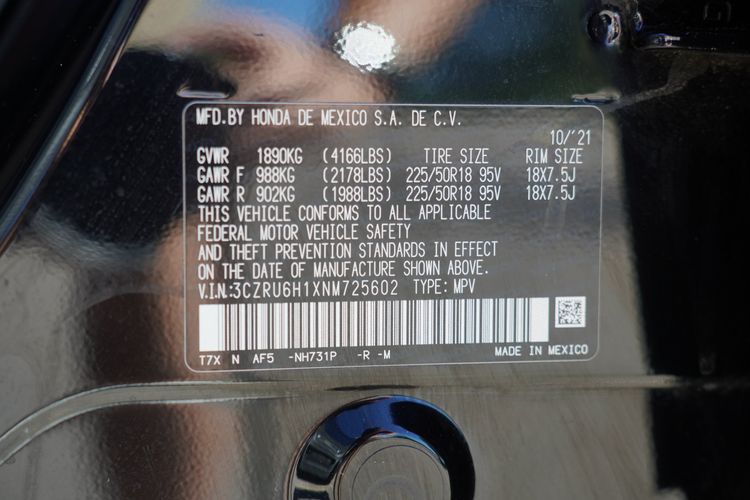 MFD.BY HONDA DE MEXICO S.A. DE C.V.
10/'21
GVWR 1890KG (4166LBS) TIRE SIZE RIM SIZE
GAWR F 988KG (2178LBS) 225/50R18 95V 18X7.5J
GAWR R 902KG (1988LBS) 225/50R18 95V 18X7.5J
THIS VEHICLE CONFORMS TO ALL APPLICABLE
FEDERAL MOTOR VEHICLE SAFETY
AND THEFT PREVENTION STANDARDS IN EFFECT
ON THE DATE OF MANUFACTURE SHOWN ABOVE.
V.I.N:3CZRU6H1XNM725602 TYPE: MPV
T7X N AF5 -NH731P -R -M MADE IN MEXICO